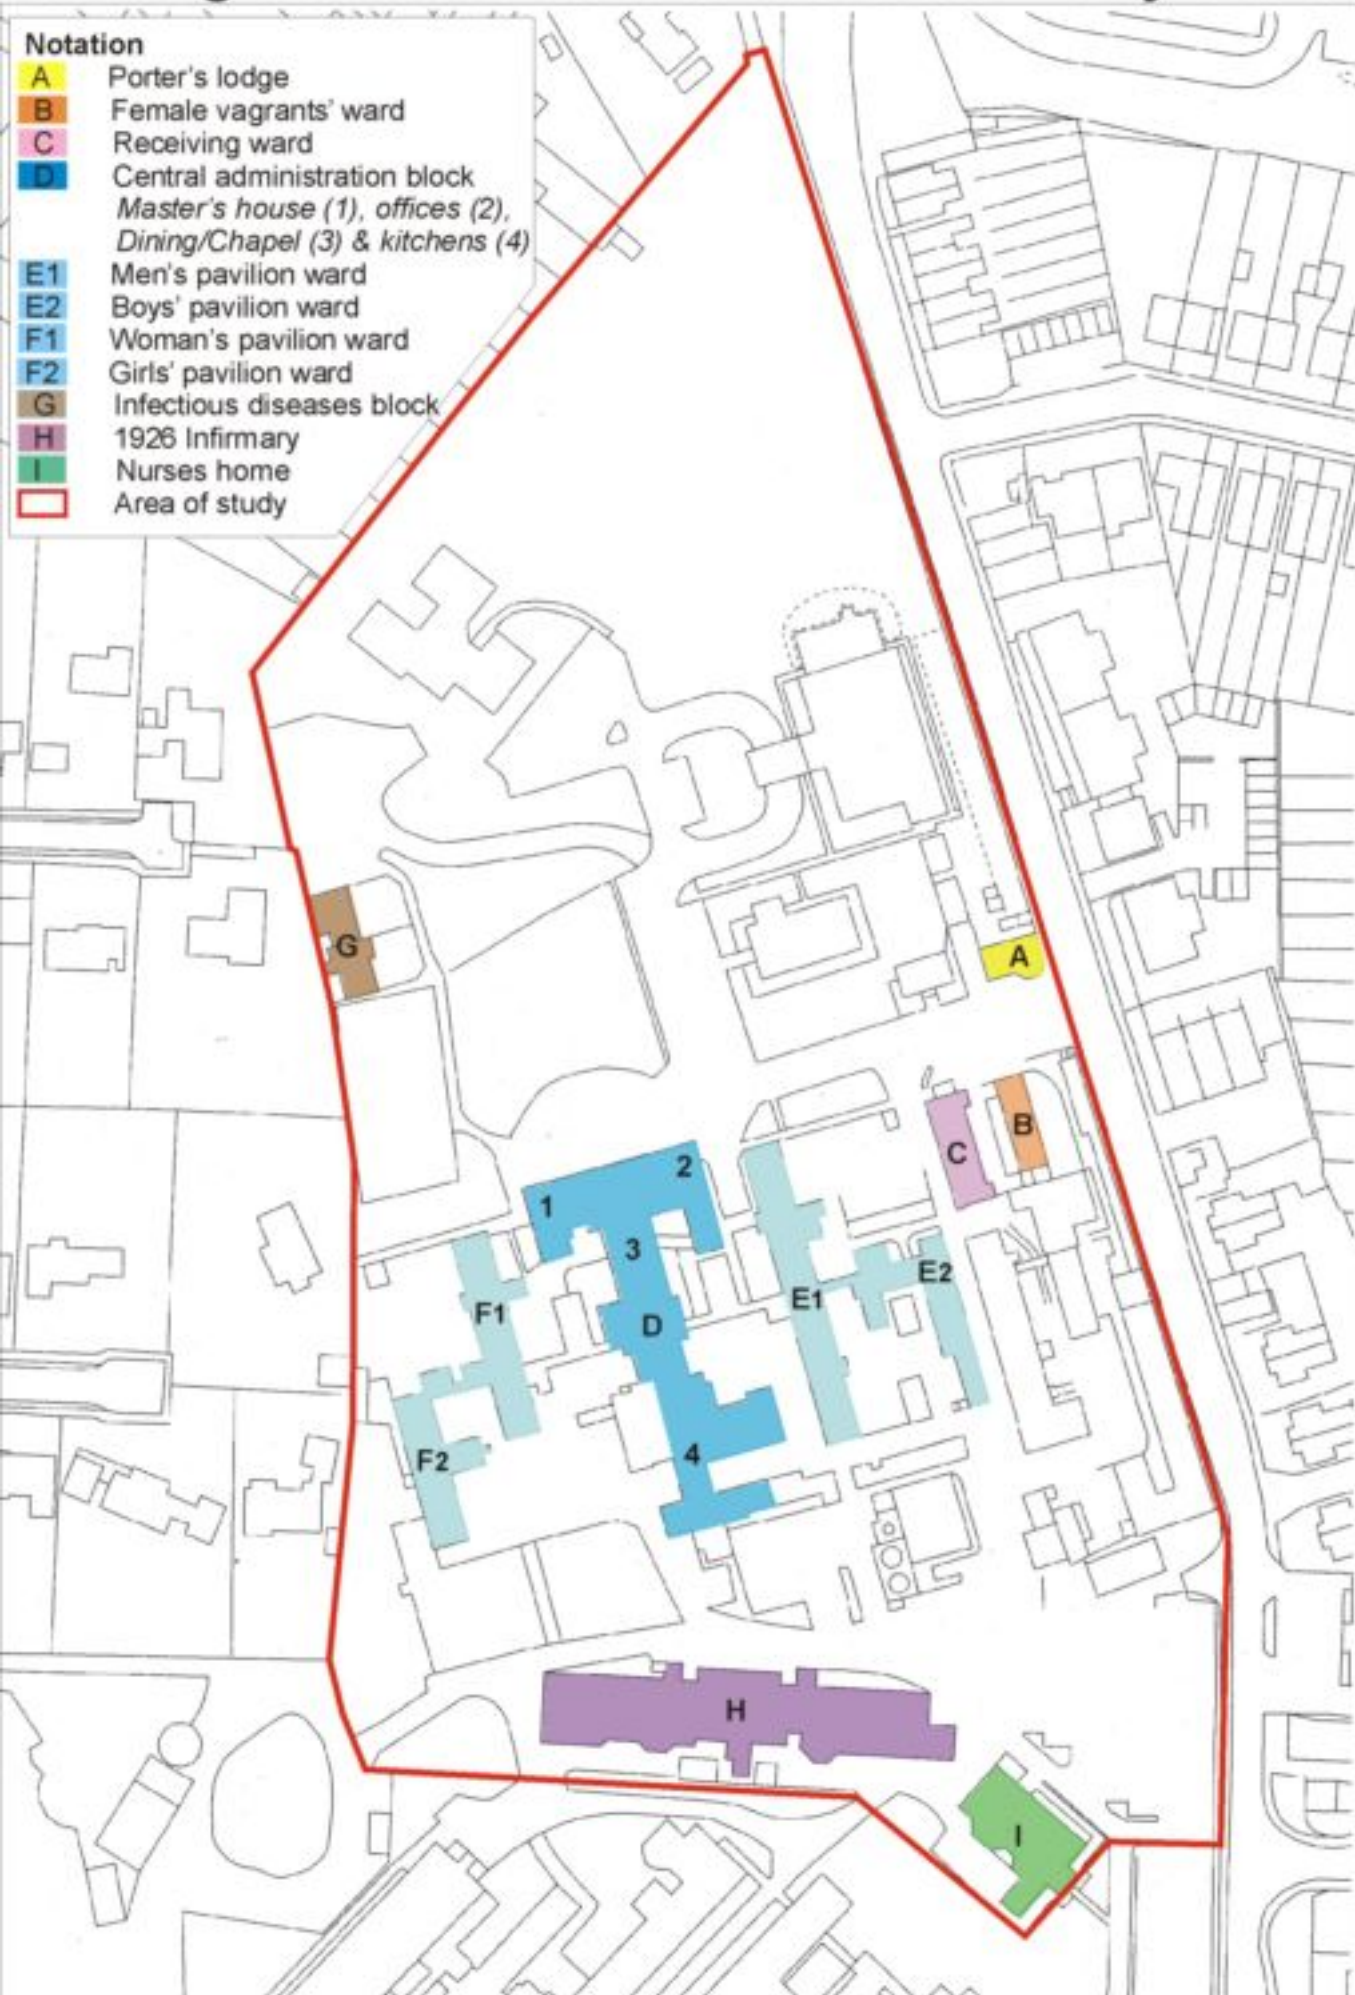 Notation
A Porter's lodge
B Female vagrants' ward
C Receiving ward
D Central administration block
Master's house (1), offices (2),
Dining/Chapel (3) & kitchens (4)
E1 Men's pavilion ward
E2 Boys' pavilion ward
F1 Woman's pavilion ward
F2 Girls' pavilion ward
G Infectious diseases block
H 1926 Infirmary
I Nurses home
Area of study
G
A
B
C
2
1
3
E2
E1
F1
D
4
F2
H
I